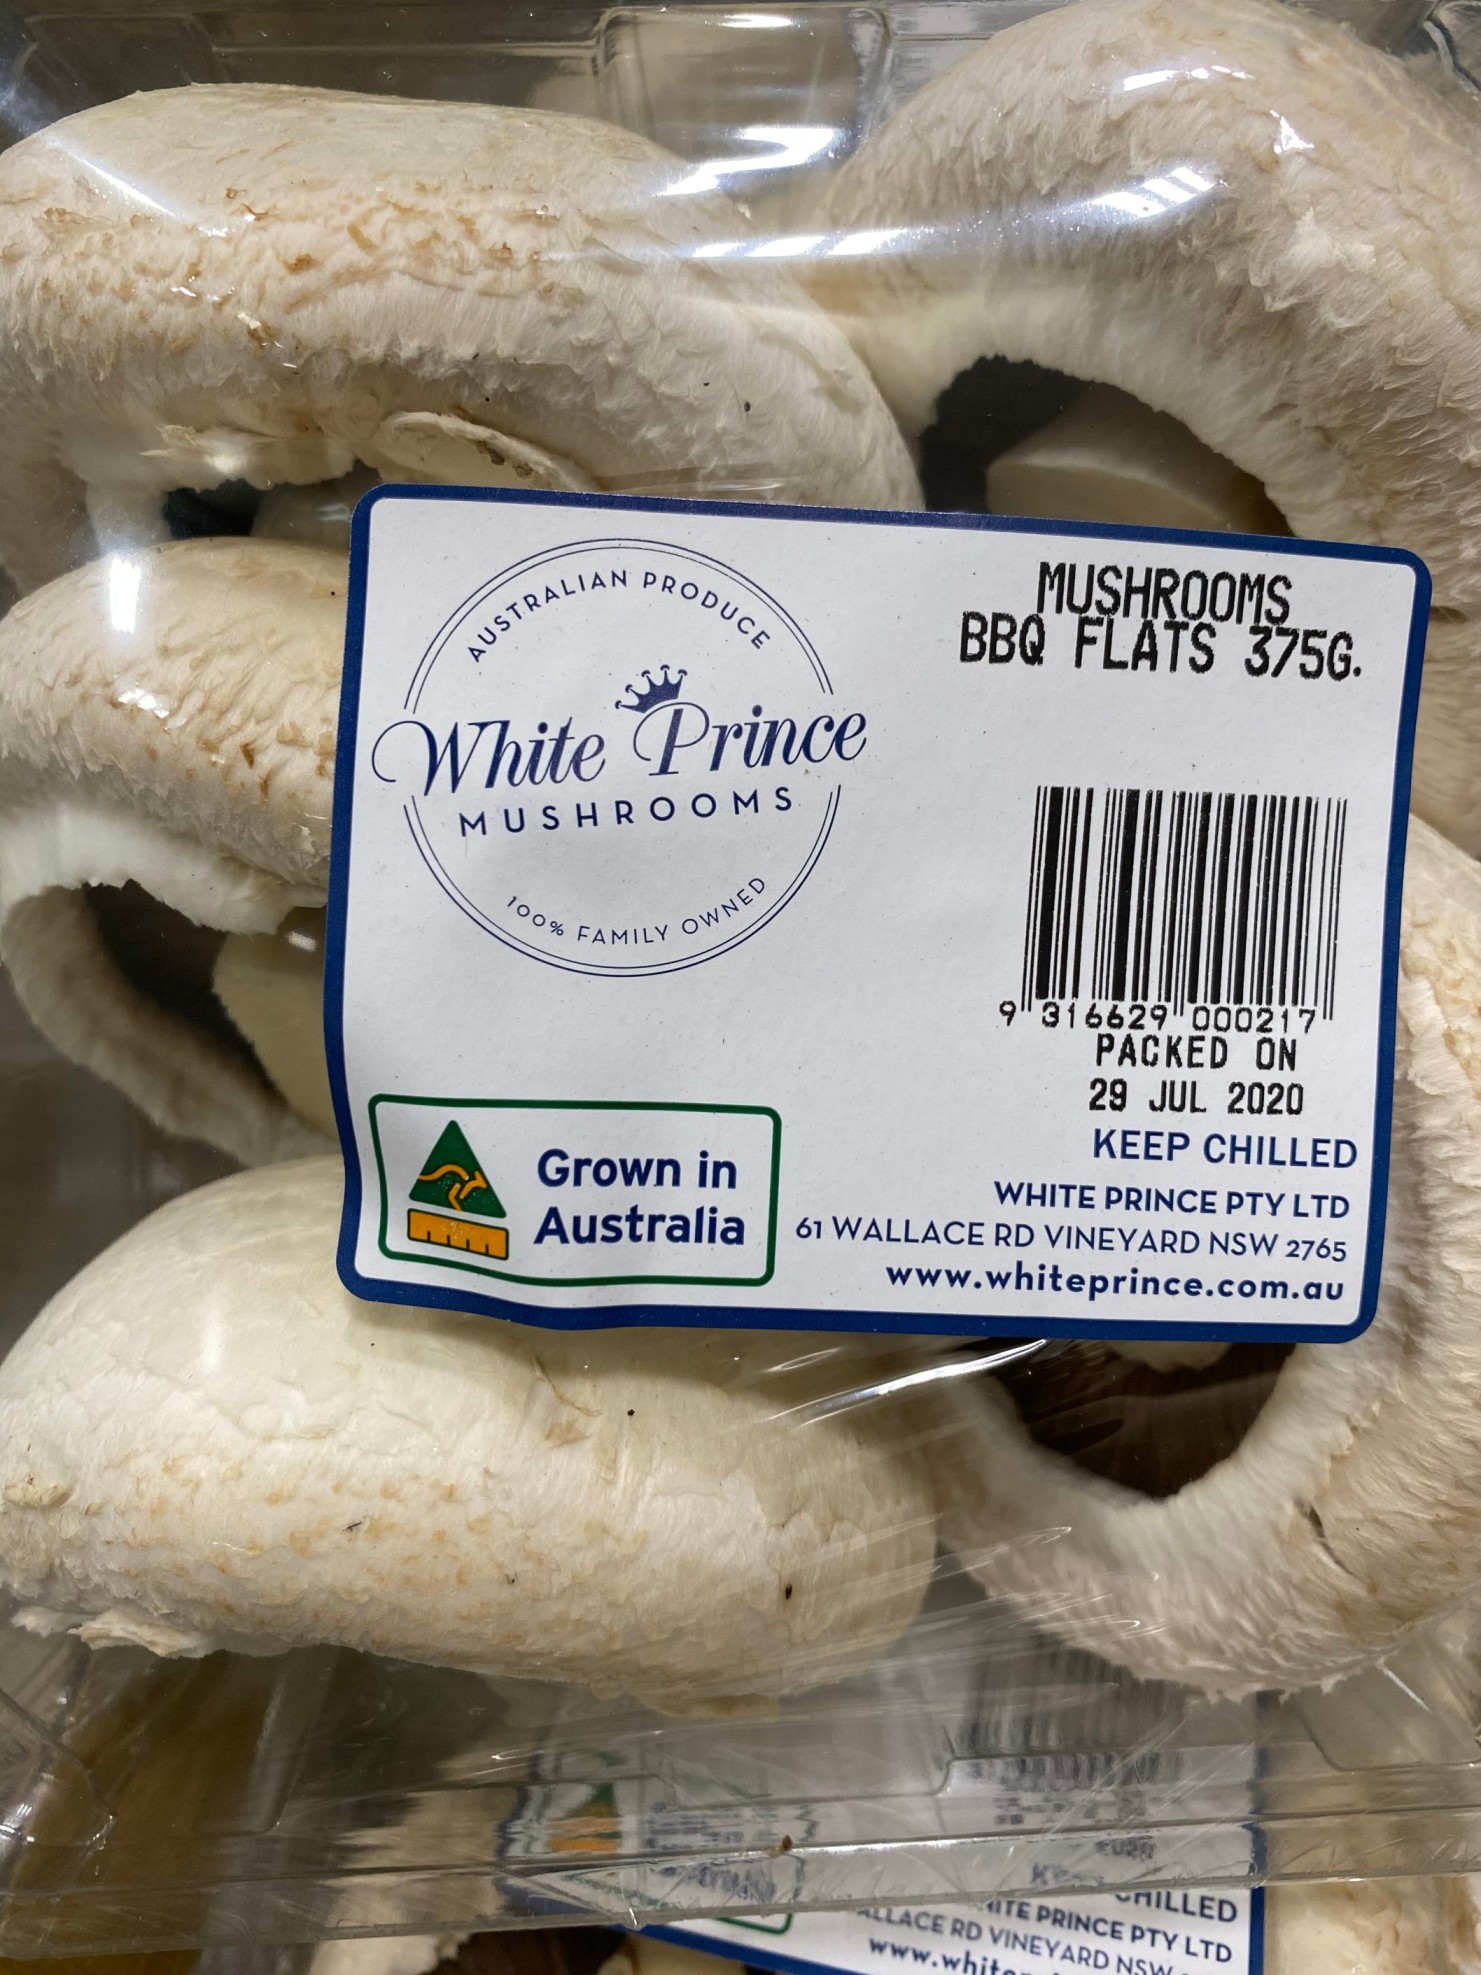 AUSTRALIAN PRODUCE
White Prince
MUSHROOMS
100% FAMILY OWNED
MUSHROOMS
BBQ FLATS 375G.
9 316629 000217
PACKED ON
29 JUL 2020
KEEP CHILLED
WHITE PRINCE PTY LTD
61 WALLACE RD VINEYARD NSW 2765
www.whiteprince.com.au
Grown in
Australia
CHILLED
PRINCE PTY LTD
RD VINEYARD NSW